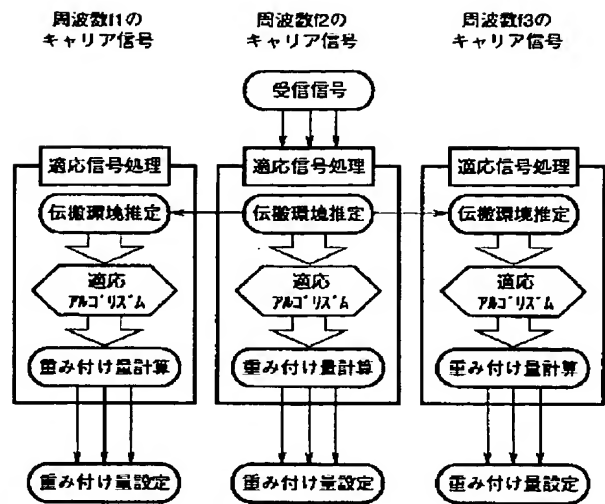 周波数f1の
キャリア信号
周波数f2の
キャリア信号
周波数f3の
キャリア信号
受信信号
適応信号処理
適応信号処理
適応信号処理
伝搬環境推定
伝搬環境推定
伝搬環境推定
適応
アルゴリズム
適応
アルゴリズム
適応
アルゴリズム
重み付け量計算
重み付け量計算
重み付け量計算
重み付け量設定
重み付け量設定
重み付け量設定